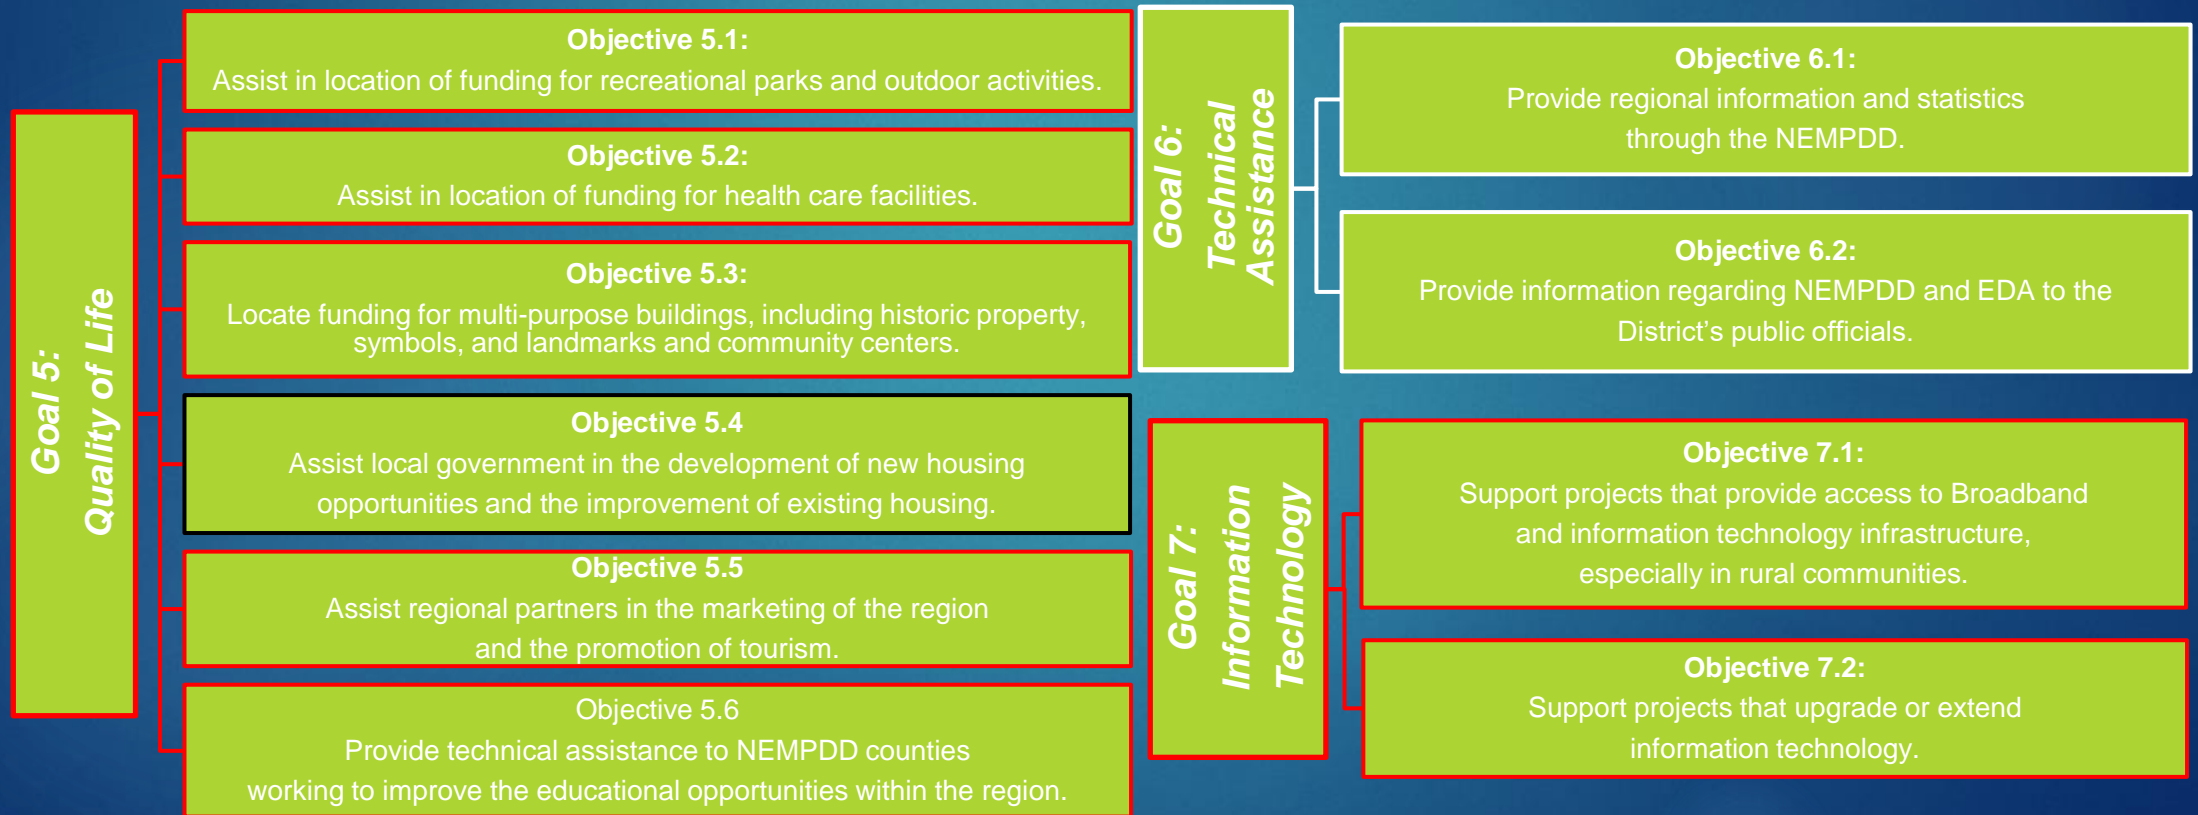 Goal 5:
Quality of Life
Objective 5.1:
Assist in location of funding for recreational parks and outdoor activities.
Objective 5.2:
Assist in location of funding for health care facilities.
Objective 5.3:
Locate funding for multi-purpose buildings, including historic property,
symbols, and landmarks and community centers.
Objective 5.4
Assist local government in the development of new housing
opportunities and the improvement of existing housing.
Objective 5.5
Assist regional partners in the marketing of the region
and the promotion of tourism.
Objective 5.6
Provide technical assistance to NEMPDD counties
working to improve the educational opportunities within the region.
Goal 6:
Technical
Assistance
Objective 6.1:
Provide regional information and statistics
through the NEMPDD.
Objective 6.2:
Provide information regarding NEMPDD and EDA to the
District’s public officials.
Goal 7:
Information
Technology
Objective 7.1:
Support projects that provide access to Broadband
and information technology infrastructure,
especially in rural communities.
Objective 7.2:
Support projects that upgrade or extend
information technology.